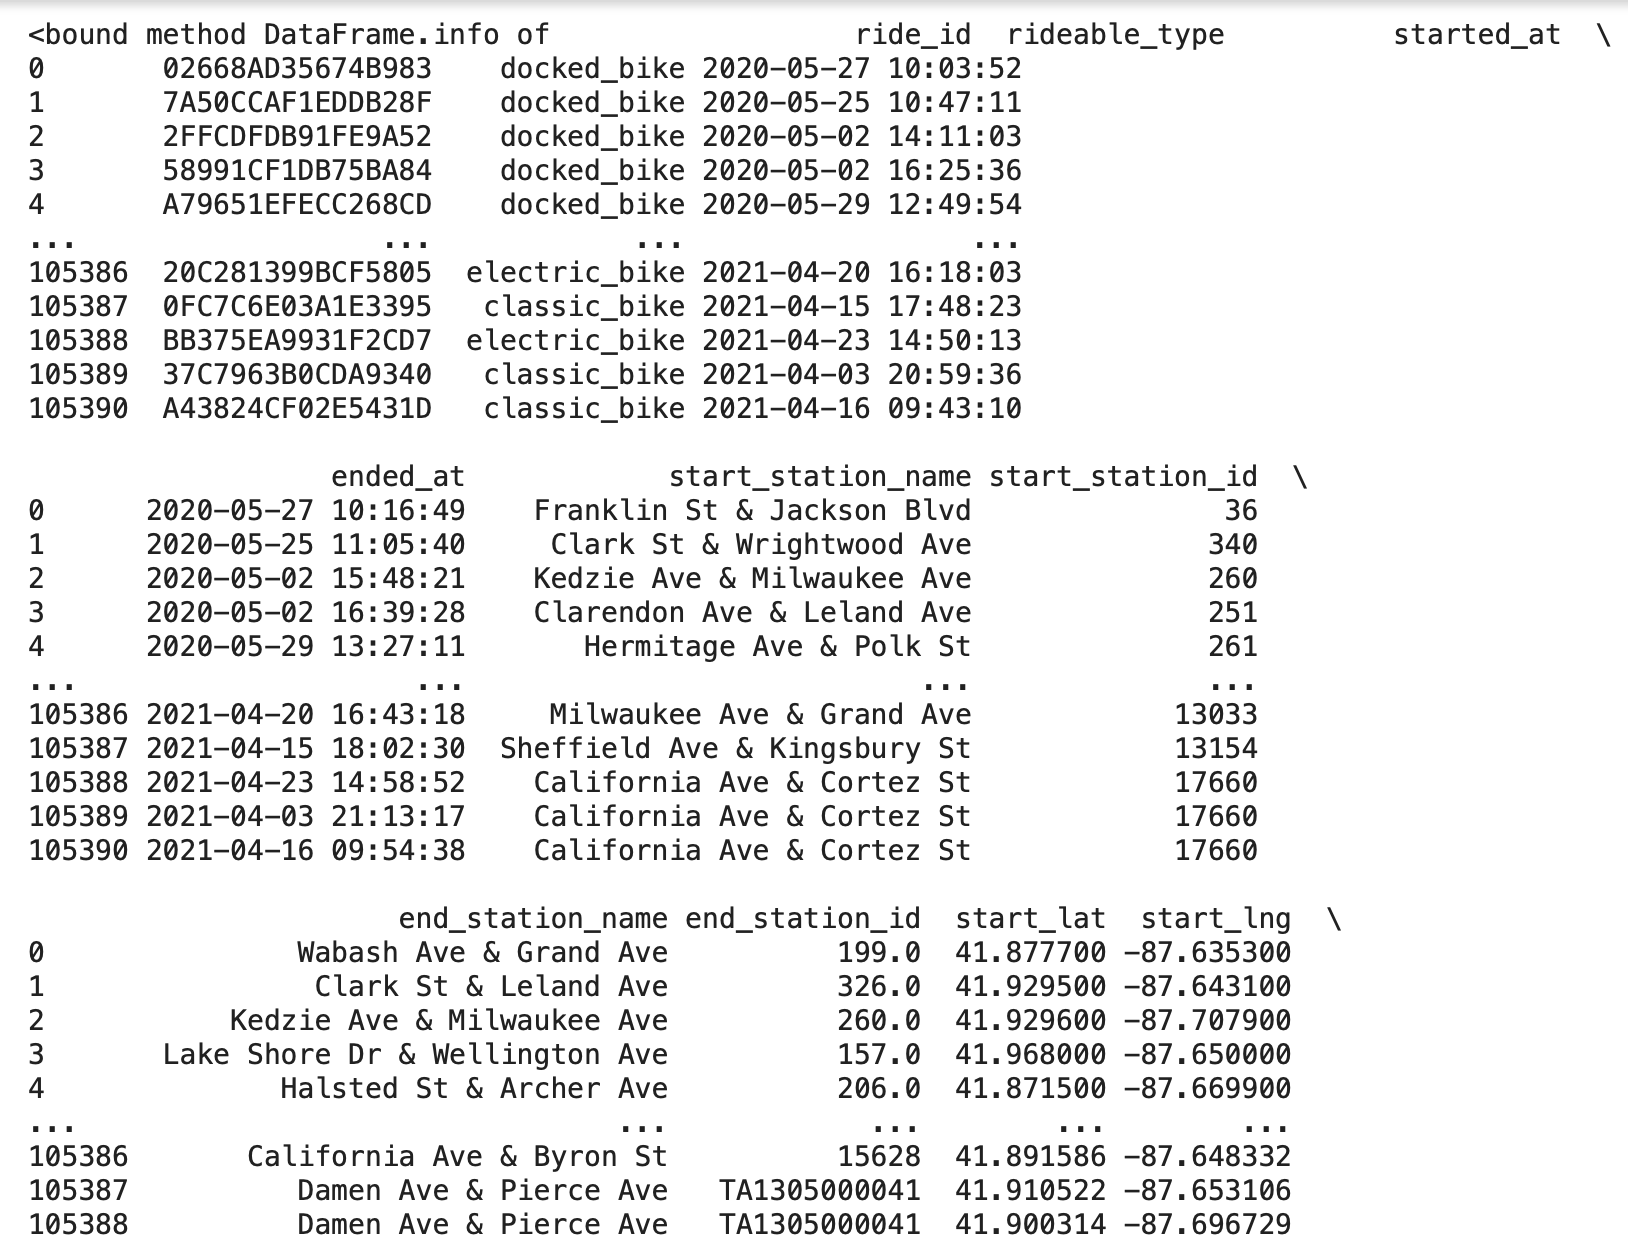 <bound method DataFrame.info of                  ride_id  rideable_type          started_at  \
0       02668AD35674B983    docked_bike 2020-05-27 10:03:52
1       7A50CCAF1EDDB28F    docked_bike 2020-05-25 10:47:11
2       2FFCDFDB91FE9A52    docked_bike 2020-05-02 14:11:03
3       58991CF1DB75BA84    docked_bike 2020-05-02 16:25:36
4       A79651EFECC268CD    docked_bike 2020-05-29 12:49:54
...                  ...            ...                 ...
105386  20C281399BCF5805  electric_bike 2021-04-20 16:18:03
105387  0FC7C6E03A1E3395   classic_bike 2021-04-15 17:48:23
105388  BB375EA9931F2CD7  electric_bike 2021-04-23 14:50:13
105389  37C7963B0CDA9340   classic_bike 2021-04-03 20:59:36
105390  A43824CF02E5431D   classic_bike 2021-04-16 09:43:10
                  ended_at            start_station_name start_station_id  \
0      2020-05-27 10:16:49    Franklin St & Jackson Blvd               36
1      2020-05-25 11:05:40     Clark St & Wrightwood Ave              340
2      2020-05-02 15:48:21    Kedzie Ave & Milwaukee Ave              260
3      2020-05-02 16:39:28    Clarendon Ave & Leland Ave              251
4      2020-05-29 13:27:11       Hermitage Ave & Polk St              261
...                    ...                           ...              ...
105386 2021-04-20 16:43:18     Milwaukee Ave & Grand Ave            13033
105387 2021-04-15 18:02:30  Sheffield Ave & Kingsbury St            13154
105388 2021-04-23 14:58:52    California Ave & Cortez St            17660
105389 2021-04-03 21:13:17    California Ave & Cortez St            17660
105390 2021-04-16 09:54:38    California Ave & Cortez St            17660
                      end_station_name end_station_id  start_lat  start_lng  \
0               Wabash Ave & Grand Ave          199.0  41.877700 -87.635300
1                Clark St & Leland Ave          326.0  41.929500 -87.643100
2           Kedzie Ave & Milwaukee Ave          260.0  41.929600 -87.707900
3       Lake Shore Dr & Wellington Ave          157.0  41.968000 -87.650000
4              Halsted St & Archer Ave          206.0  41.871500 -87.669900
...                                ...            ...        ...        ...
105386       California Ave & Byron St          15628  41.891586 -87.648332
105387          Damen Ave & Pierce Ave   TA1305000041  41.910522 -87.653106
105388          Damen Ave & Pierce Ave   TA1305000041  41.900314 -87.696729